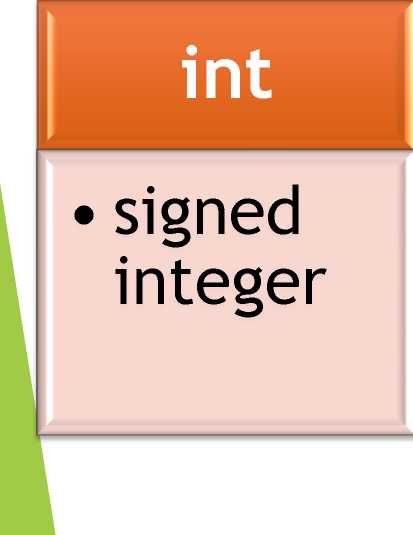 int
• signed
integer